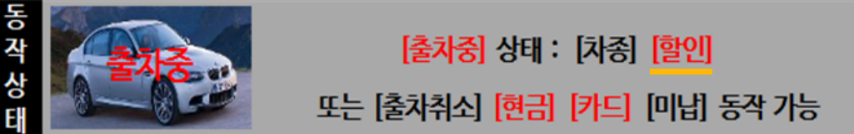 동작상태
출차중
[출차중] 상태 : [차종] [할인]
또는 [출차취소] [현금] [카드] [미납] 동작 가능